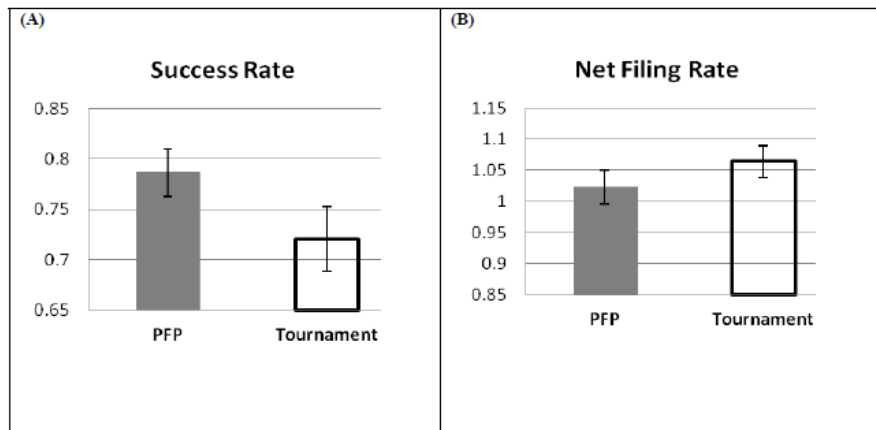 (A)
Success Rate
0.85
0.8
0.75
0.7
0.65
PFP
Tournament
(B)
Net Filing Rate
1.15
1.1
1.05
1
0.95
0.9
0.85
PFP
Tournament